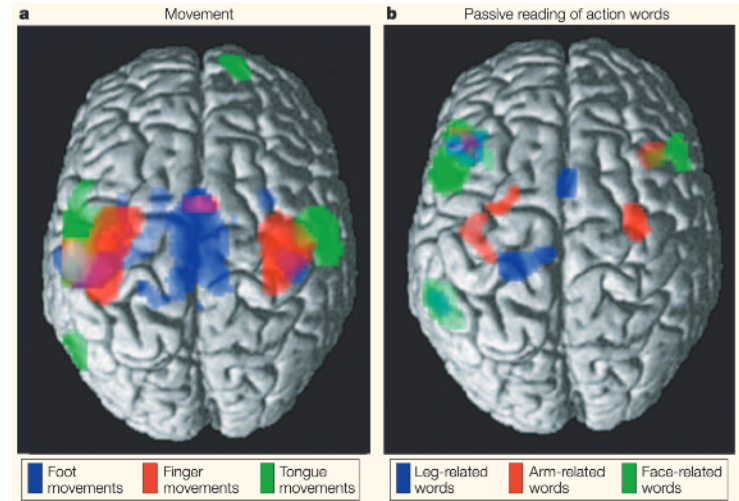 a Movement
b Passive reading of action words
Foot movements
Finger movements
Tongue movements
Leg-related words
Arm-related words
Face-related words